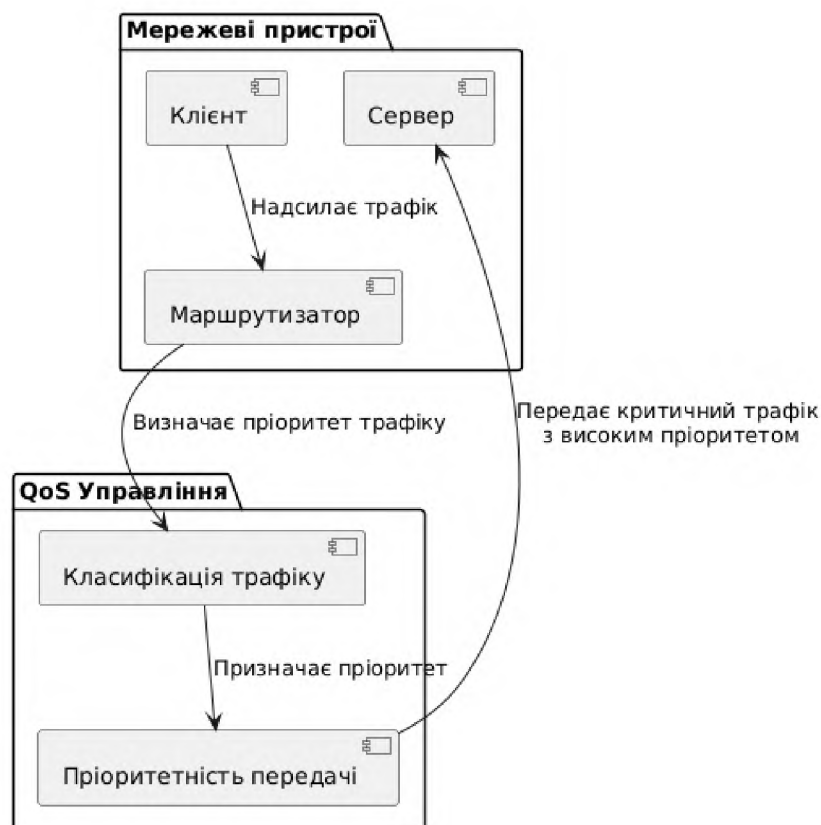 Мережеві пристрої
Клієнт
Сервер
Надсилає трафік
Маршрутизатор
Визначає пріоритет трафіку
Передає критичний трафік
з високим пріоритетом
QoS Управління
Класифікація трафіку
Призначає пріоритет
Пріоритетність передачі